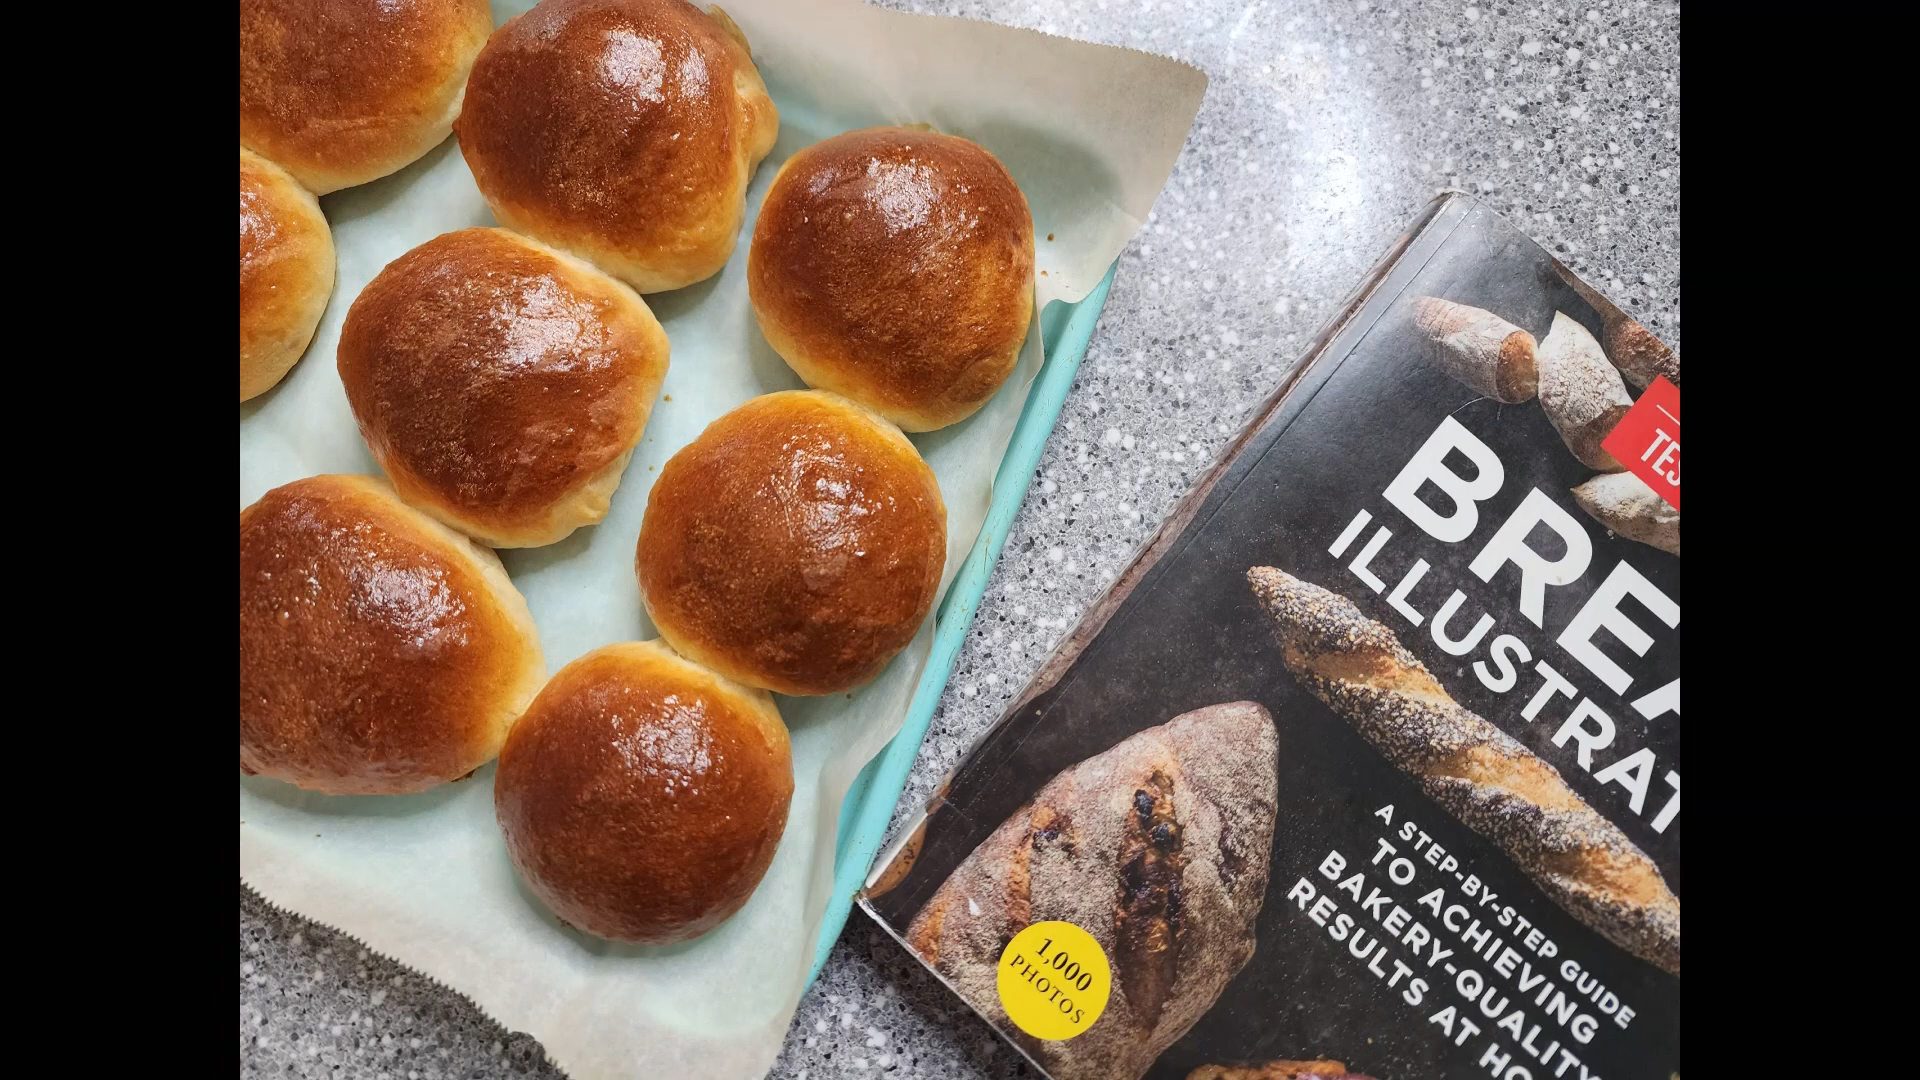 TES
BREA
ILLUSTRAT
A STEP-BY-STEP GUIDE
TO ACHIEVING
BAKERY-QUALITY
RESULTS AT HO
1,000
PHOTOS